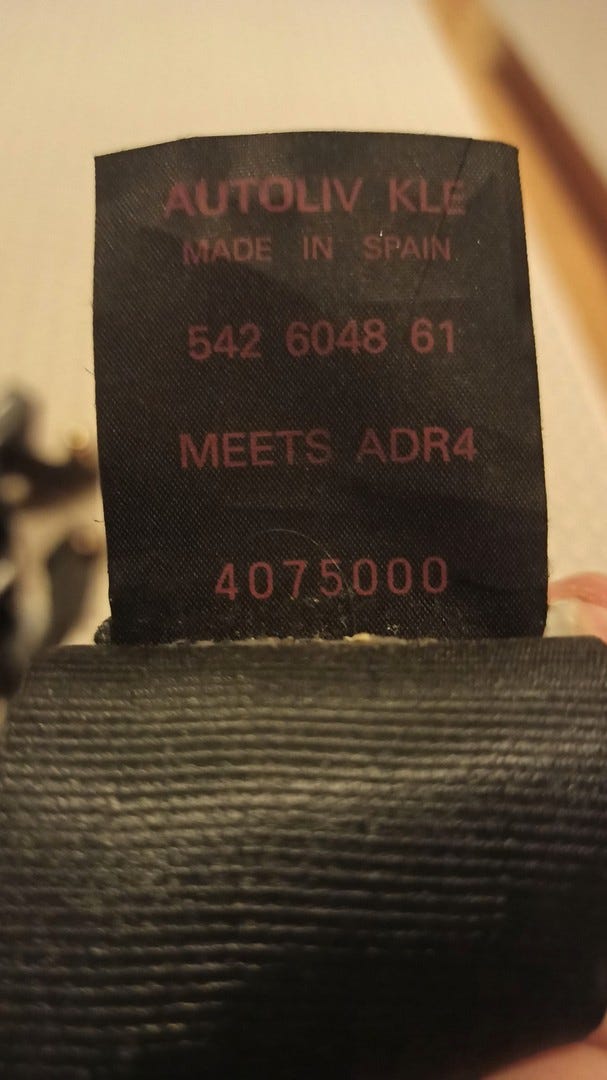 AUTOLIV KLE
MADE IN SPAIN
542 6048 61
MEETS ADR4
4075000